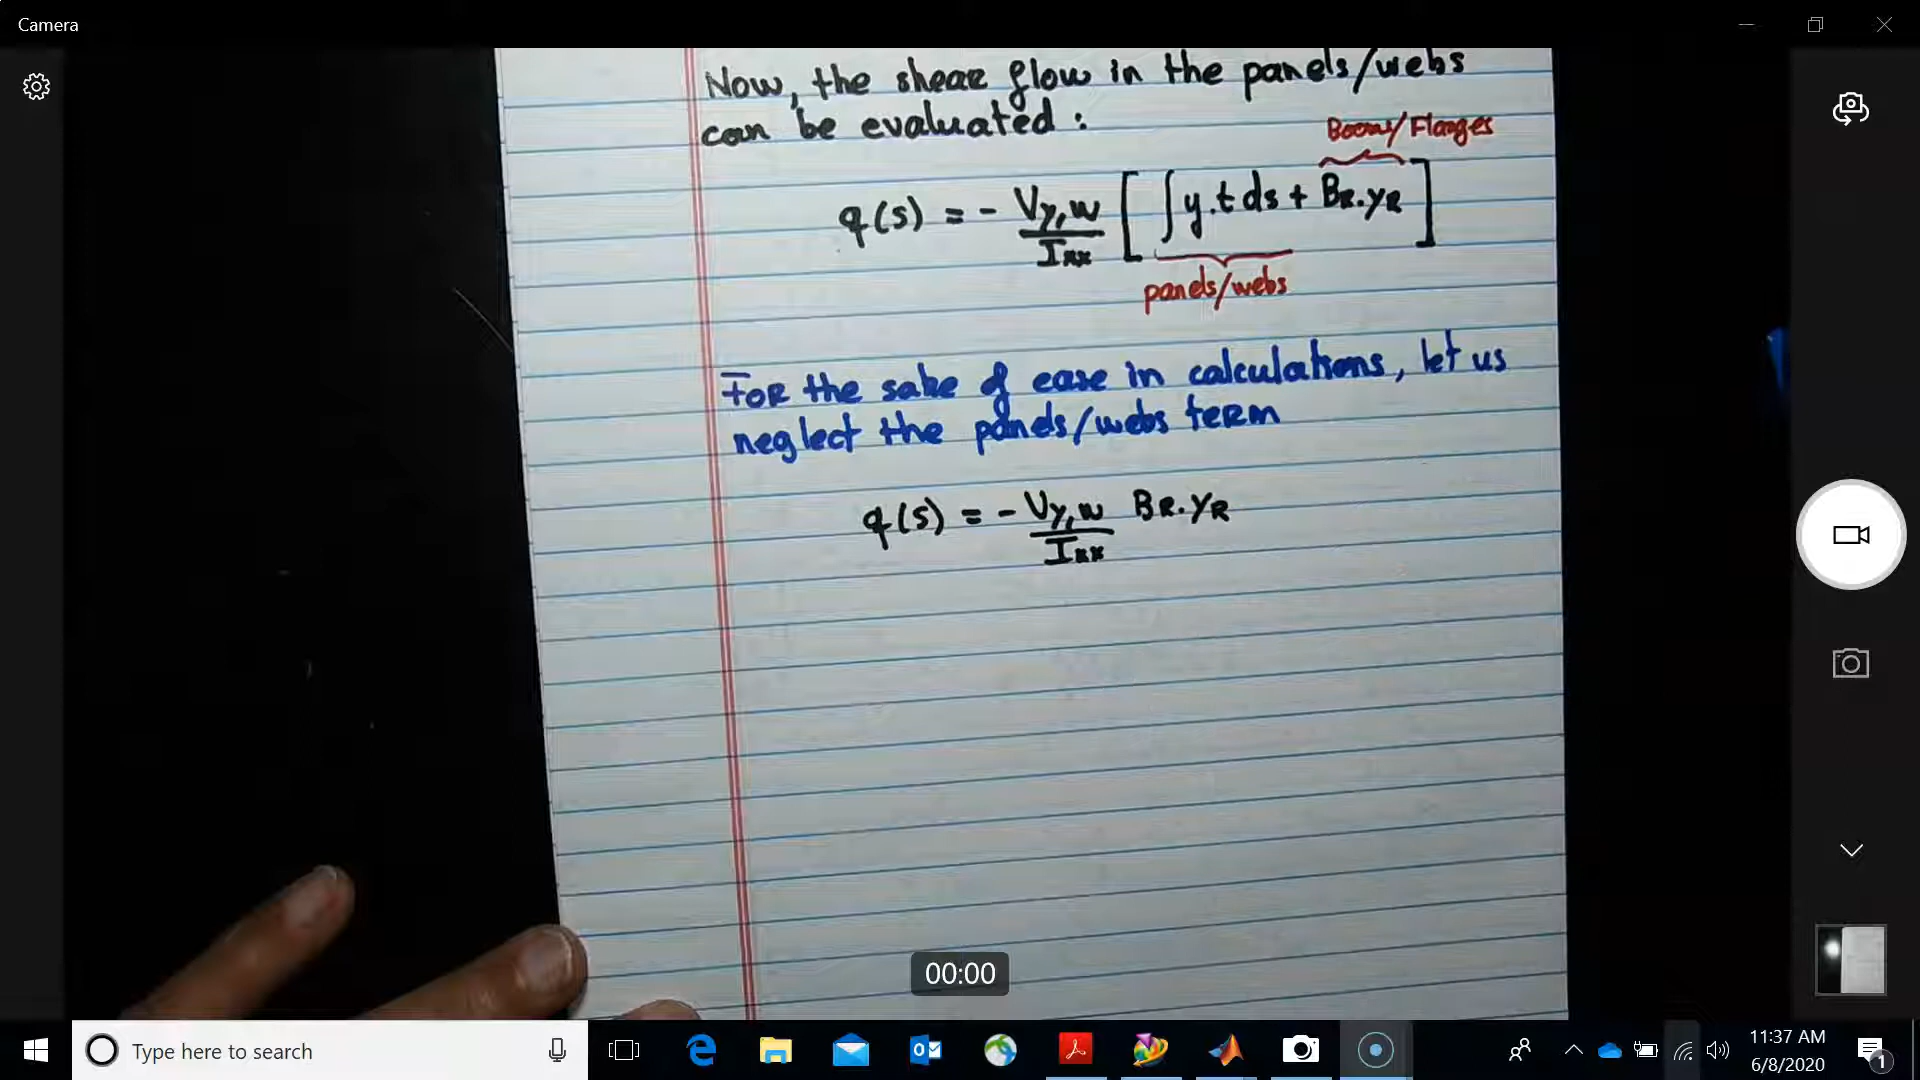 Camera
Now, the shear flow in the panels/webs
can be evaluated :
Booms/Flanges
q(s) = - Vy,w / Ixx [ ∫ y.t ds + BR.yR ]
panels/webs
For the sake of ease in calculations, let us
neglect the panels/webs term
q(s) = - Vy,w / Ixx BR.yR
00:00
Type here to search
11:37 AM
6/8/2020
1